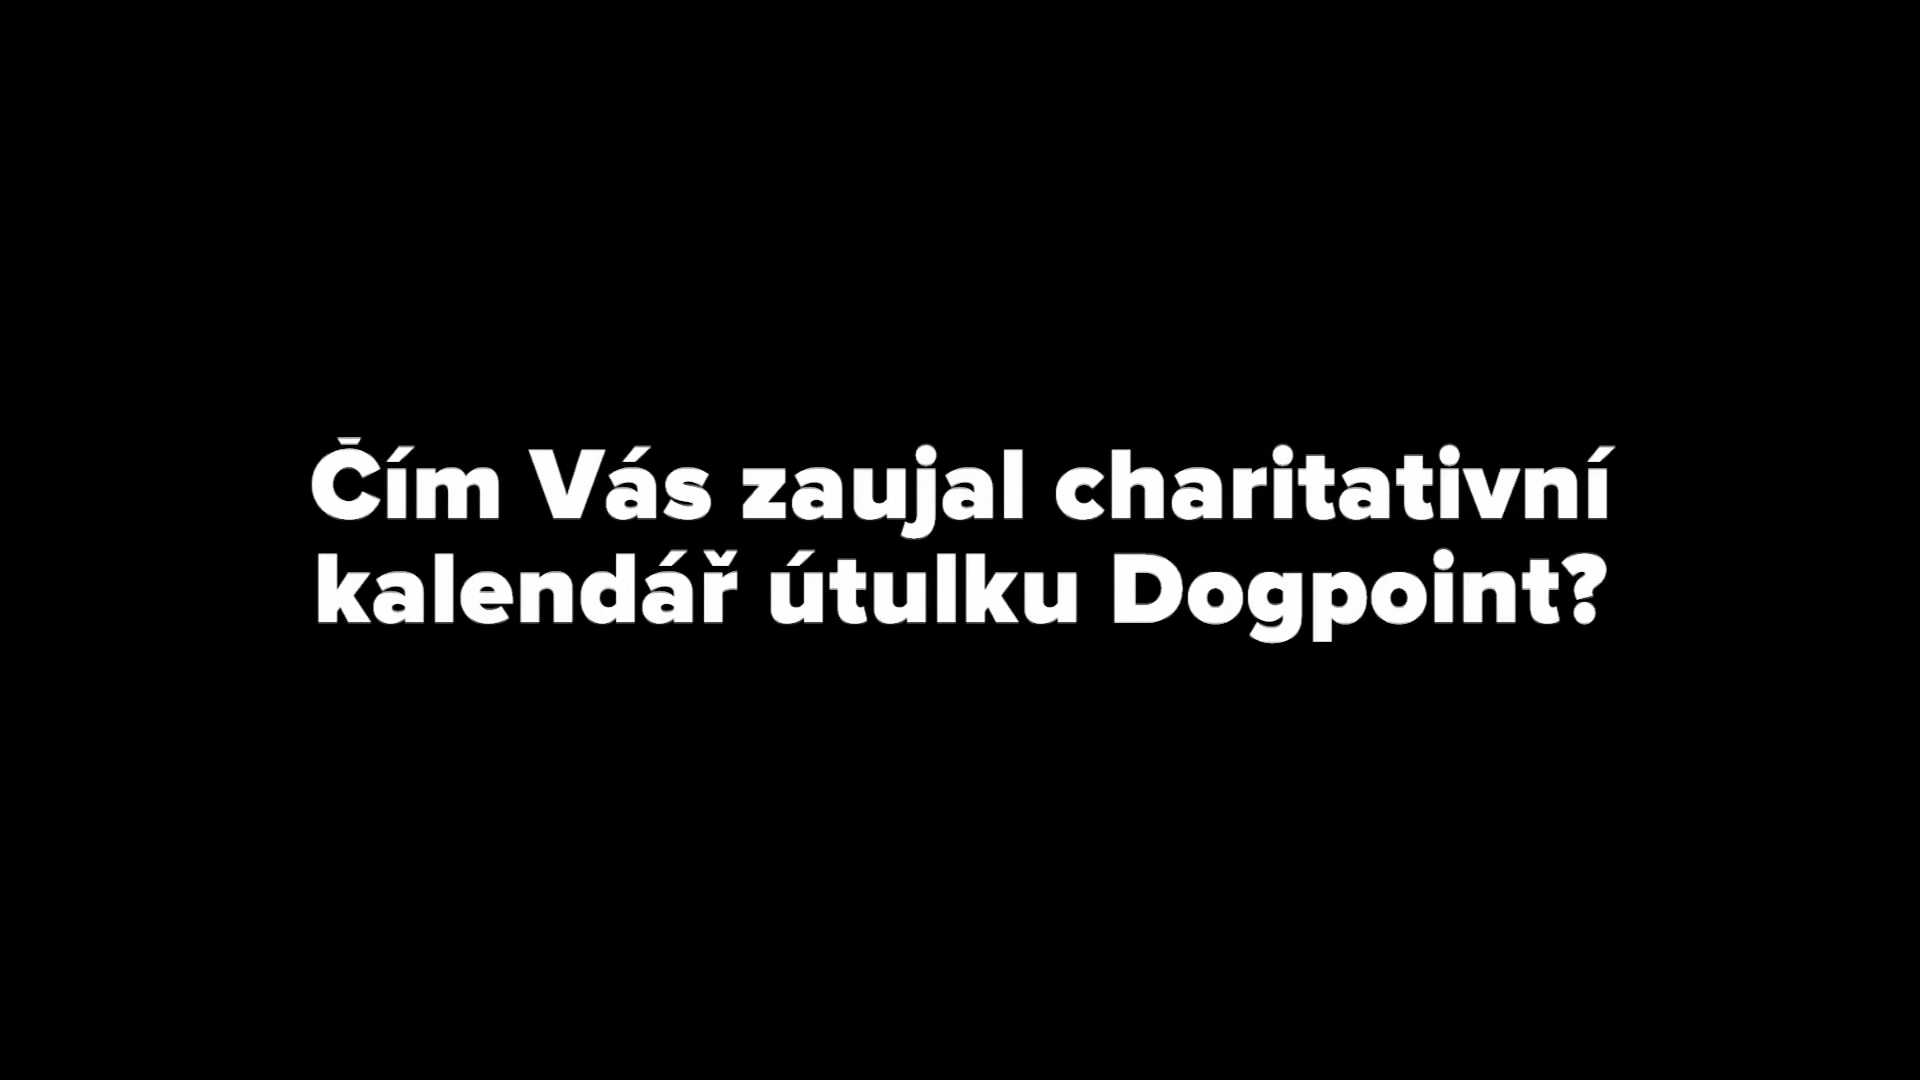 Čím Vás zaujal charitativní
kalendář útulku Dogpoint?